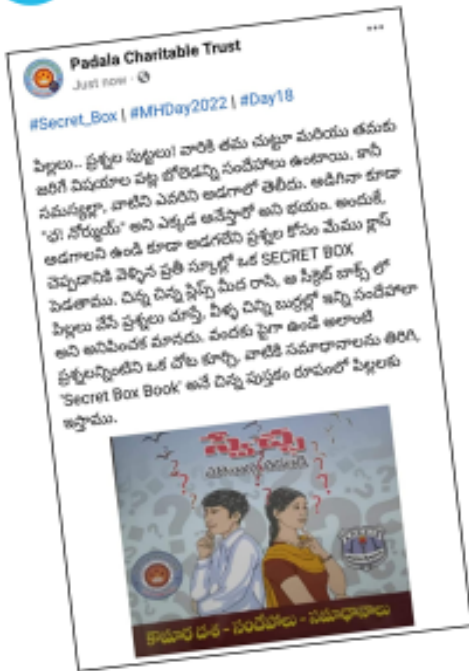 Padala Charitable Trust
Just now
#Secret_Box | #MHDay2022 | #Day18
పిల్లలు.. ప్రశ్నల పుట్టలు! వారికి తమ చుట్టూ మరియు తమకు
జరిగే విషయాల పట్ల బోలెడన్ని సందేహాలు ఉంటాయి. కానీ
సమస్యల్లా, వాటిని ఎవరిని అడగాలో తెలీదు. అడిగినా కూడా
"ఛ! నోర్ముయ్" అని ఎక్కడ అనేస్తారో అని భయం. అందుకే,
అడగాలని ఉండి కూడా అడగలేని ప్రశ్నల కోసం మేము క్లాస్
చెప్పడానికి వెళ్ళిన ప్రతీ స్కూల్లో ఒక SECRET BOX
పెడతాము. చిన్న చిన్న స్లిప్స్ మీద రాసి, ఆ సీక్రెట్ బాక్స్ లో
పిల్లలు వేసే ప్రశ్నలు చూస్తే, వీళ్ళ చిన్ని బుర్రల్లో ఇన్ని సందేహాలా
అని అనిపించక మానదు. వందకు పైగా ఉండే అలాంటి
ప్రశ్నలన్నింటిని ఒక చోట కూర్చి, వాటికి సమాధానాలను తిరిగి,
'Secret Box Book' అనే చిన్న పుస్తకం రూపంలో పిల్లలకు
ఇస్తాము.
స్వేచ్ఛ
కౌమార దశ - సందేహాలు - సమాధానాలు